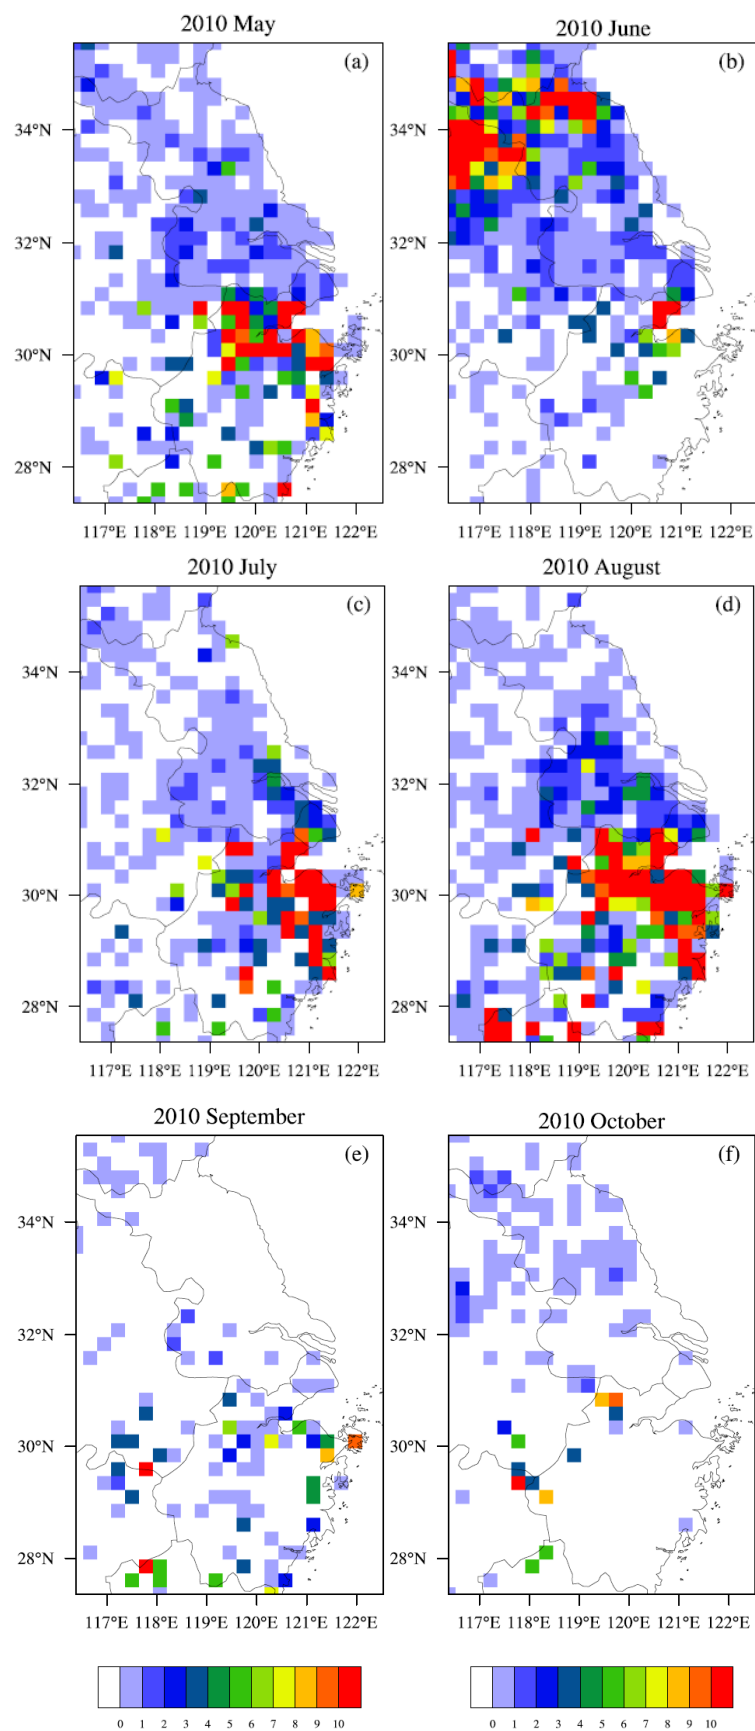 2010 May 2010 June
(a) (b)
34°N 34°N
32°N 32°N
30°N 30°N
28°N 28°N
117°E 118°E 119°E 120°E 121°E 122°E 117°E 118°E 119°E 120°E 121°E 122°E
2010 July 2010 August
(c) (d)
34°N 34°N
32°N 32°N
30°N 30°N
28°N 28°N
117°E 118°E 119°E 120°E 121°E 122°E 117°E 118°E 119°E 120°E 121°E 122°E
2010 September 2010 October
(e) (f)
34°N 34°N
32°N 32°N
30°N 30°N
28°N 28°N
117°E 118°E 119°E 120°E 121°E 122°E 117°E 118°E 119°E 120°E 121°E 122°E
0 1 2 3 4 5 6 7 8 9 10 0 1 2 3 4 5 6 7 8 9 10